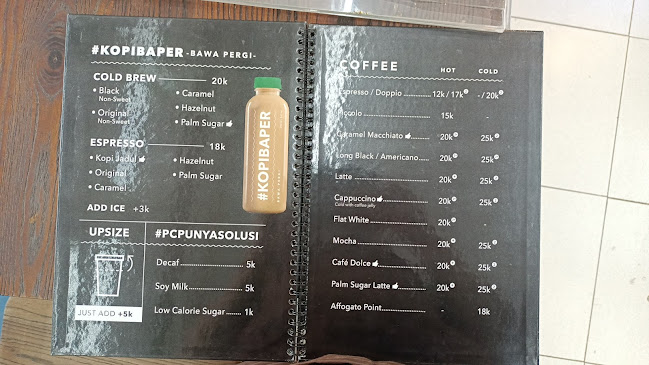 #KOPIBAPER -BAWA PERGI-
COLD BREW 20k
• Black
Non-Sweet
• Original
Non-Sweet
• Caramel
• Hazelnut
• Palm Sugar
ESPRESSO 18k
• Kopi Jadul
• Original
• Caramel
• Hazelnut
• Palm Sugar
ADD ICE +3k
#KOPIBAPER
UPSIZE
JUST ADD +5k
#PCPUNYASOLUSI
Decaf 5k
Soy Milk 5k
Low Calorie Sugar 1k
COFFEE HOT COLD
Espresso / Doppio 12k / 17k - / 20k
Piccolo 15k -
Caramel Macchiato 20k 25k
Long Black / Americano 20k 25k
Latte 20k 25k
Cappuccino 20k 25k
Cold with coffee jelly
Flat White 20k -
Mocha 20k 25k
Café Dolce 20k 25k
Palm Sugar Latte 20k 25k
Affogato Point - 18k